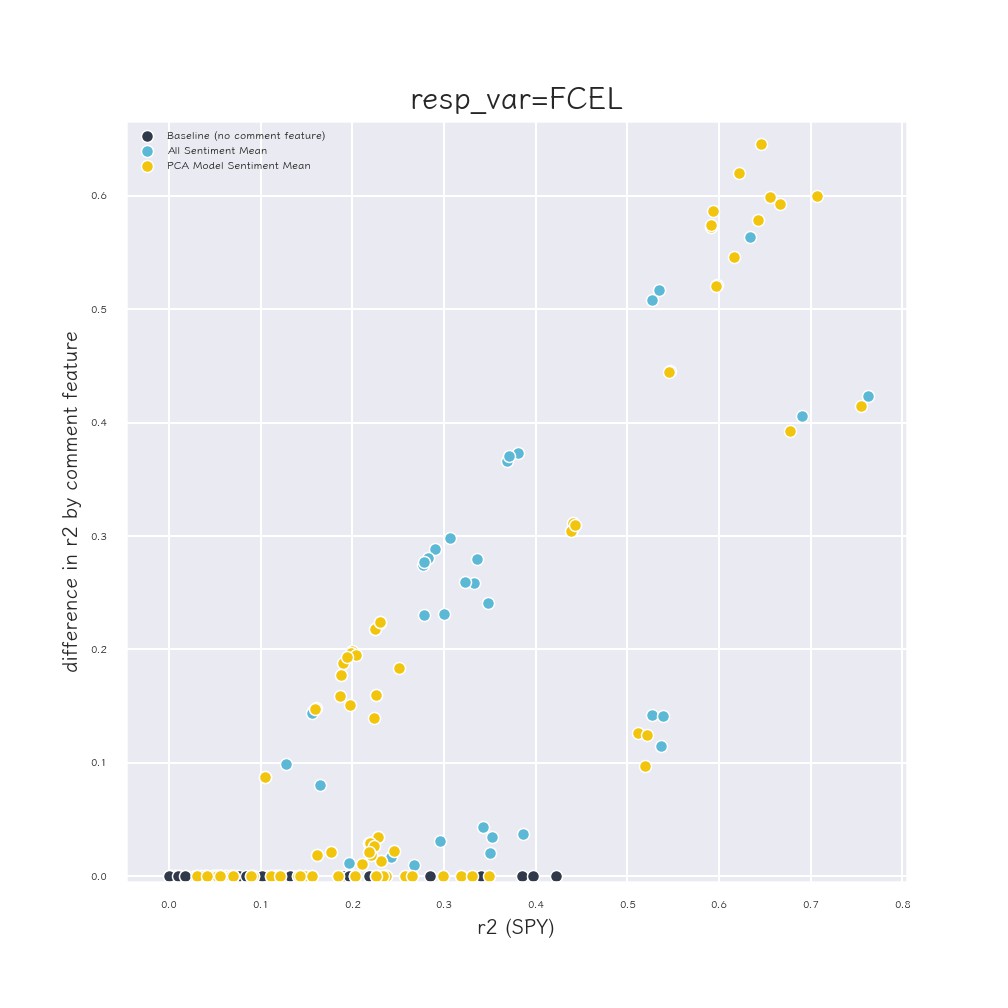 resp_var=FCEL
Baseline (no comment feature)
All Sentiment Mean
PCA Model Sentiment Mean
difference in r2 by comment feature
0.6
0.5
0.4
0.3
0.2
0.1
0.0
0.0 0.1 0.2 0.3 0.4 0.5 0.6 0.7 0.8
r2 (SPY)